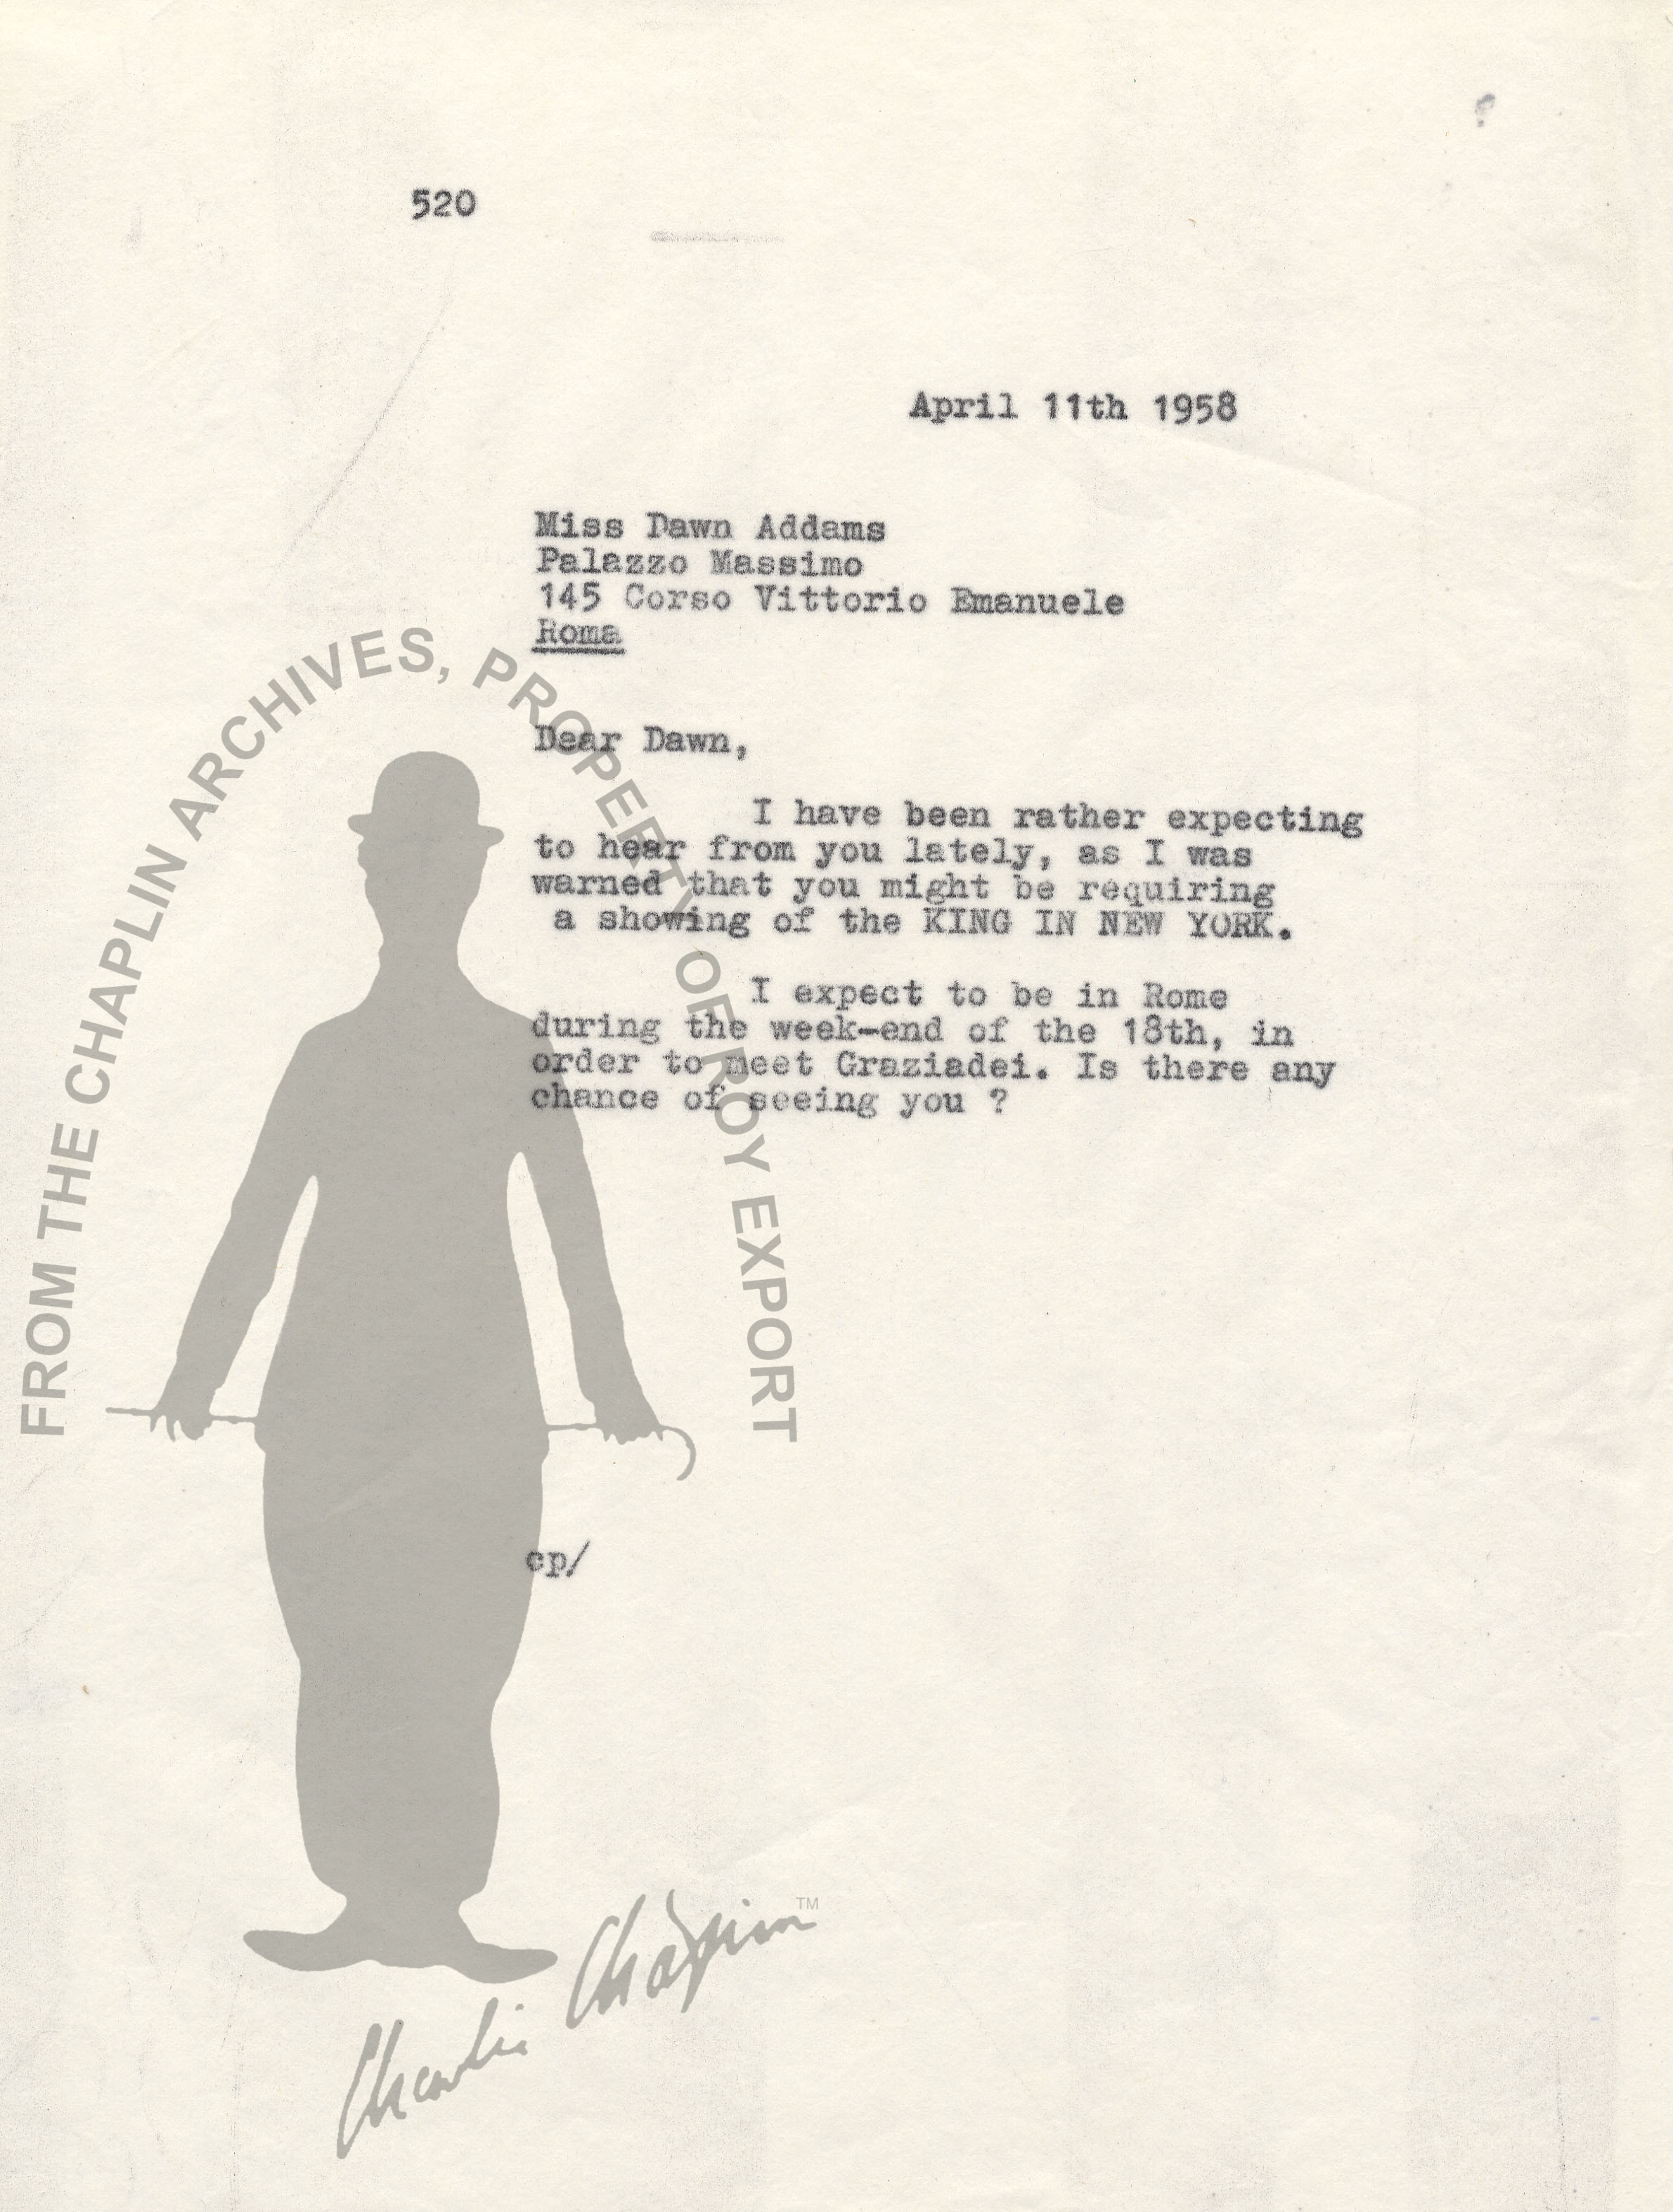 520
April 11th 1958
Miss Dawn Addams
Palazzo Massimo
145 Corso Vittorio Emanuele
Roma
Dear Dawn,
I have been rather expecting
to hear from you lately, as I was
warned that you might be requiring
a showing of the KING IN NEW YORK.
I expect to be in Rome
during the week-end of the 18th, in
order to meet Graziadei. Is there any
chance of seeing you ?
cp/
FROM THE CHAPLIN ARCHIVES, PROPERTY OF ROY EXPORT
Charlie Chaplin TM